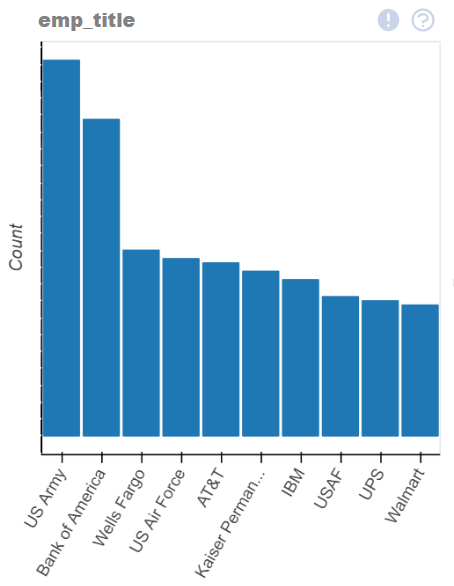 emp_title
Count
US Army
Bank of America
Wells Fargo
US Air Force
AT&T
Kaiser Perman...
IBM
USAF
UPS
Walmart